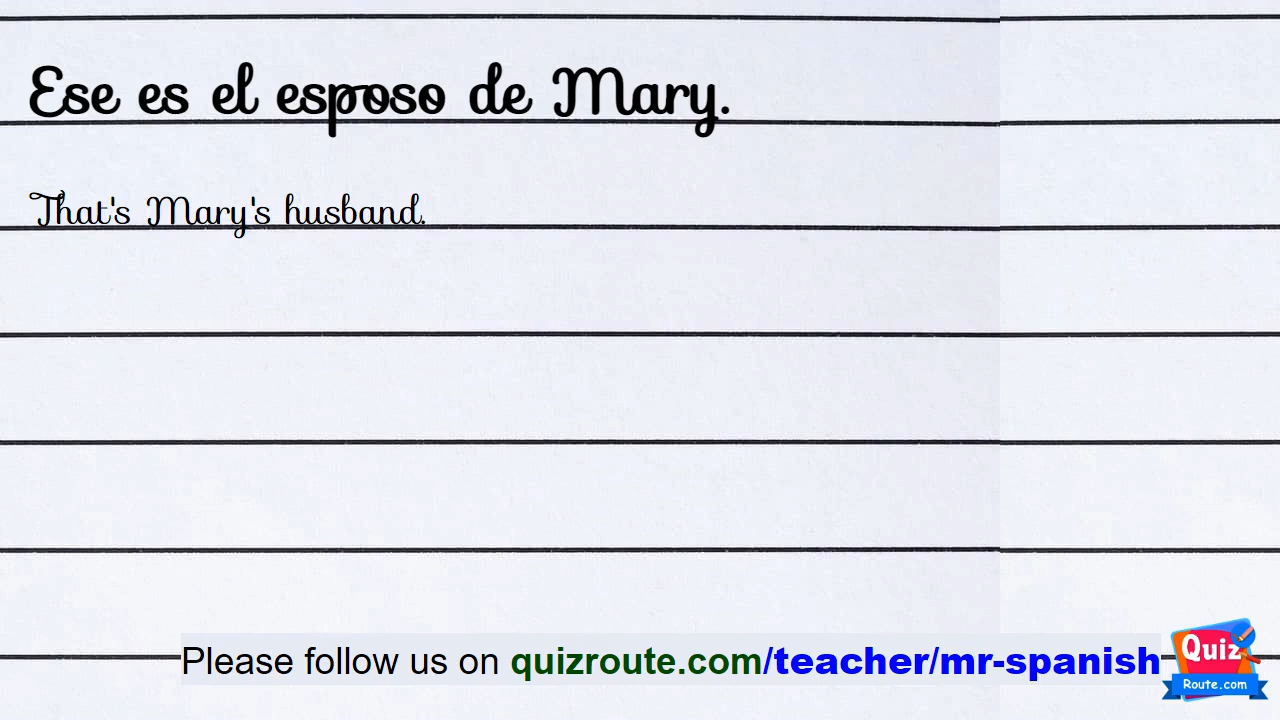 Ese es el esposo de Mary.
That's Mary's husband.
Please follow us on quizroute.com/teacher/mr-spanish
Quiz
Route.com